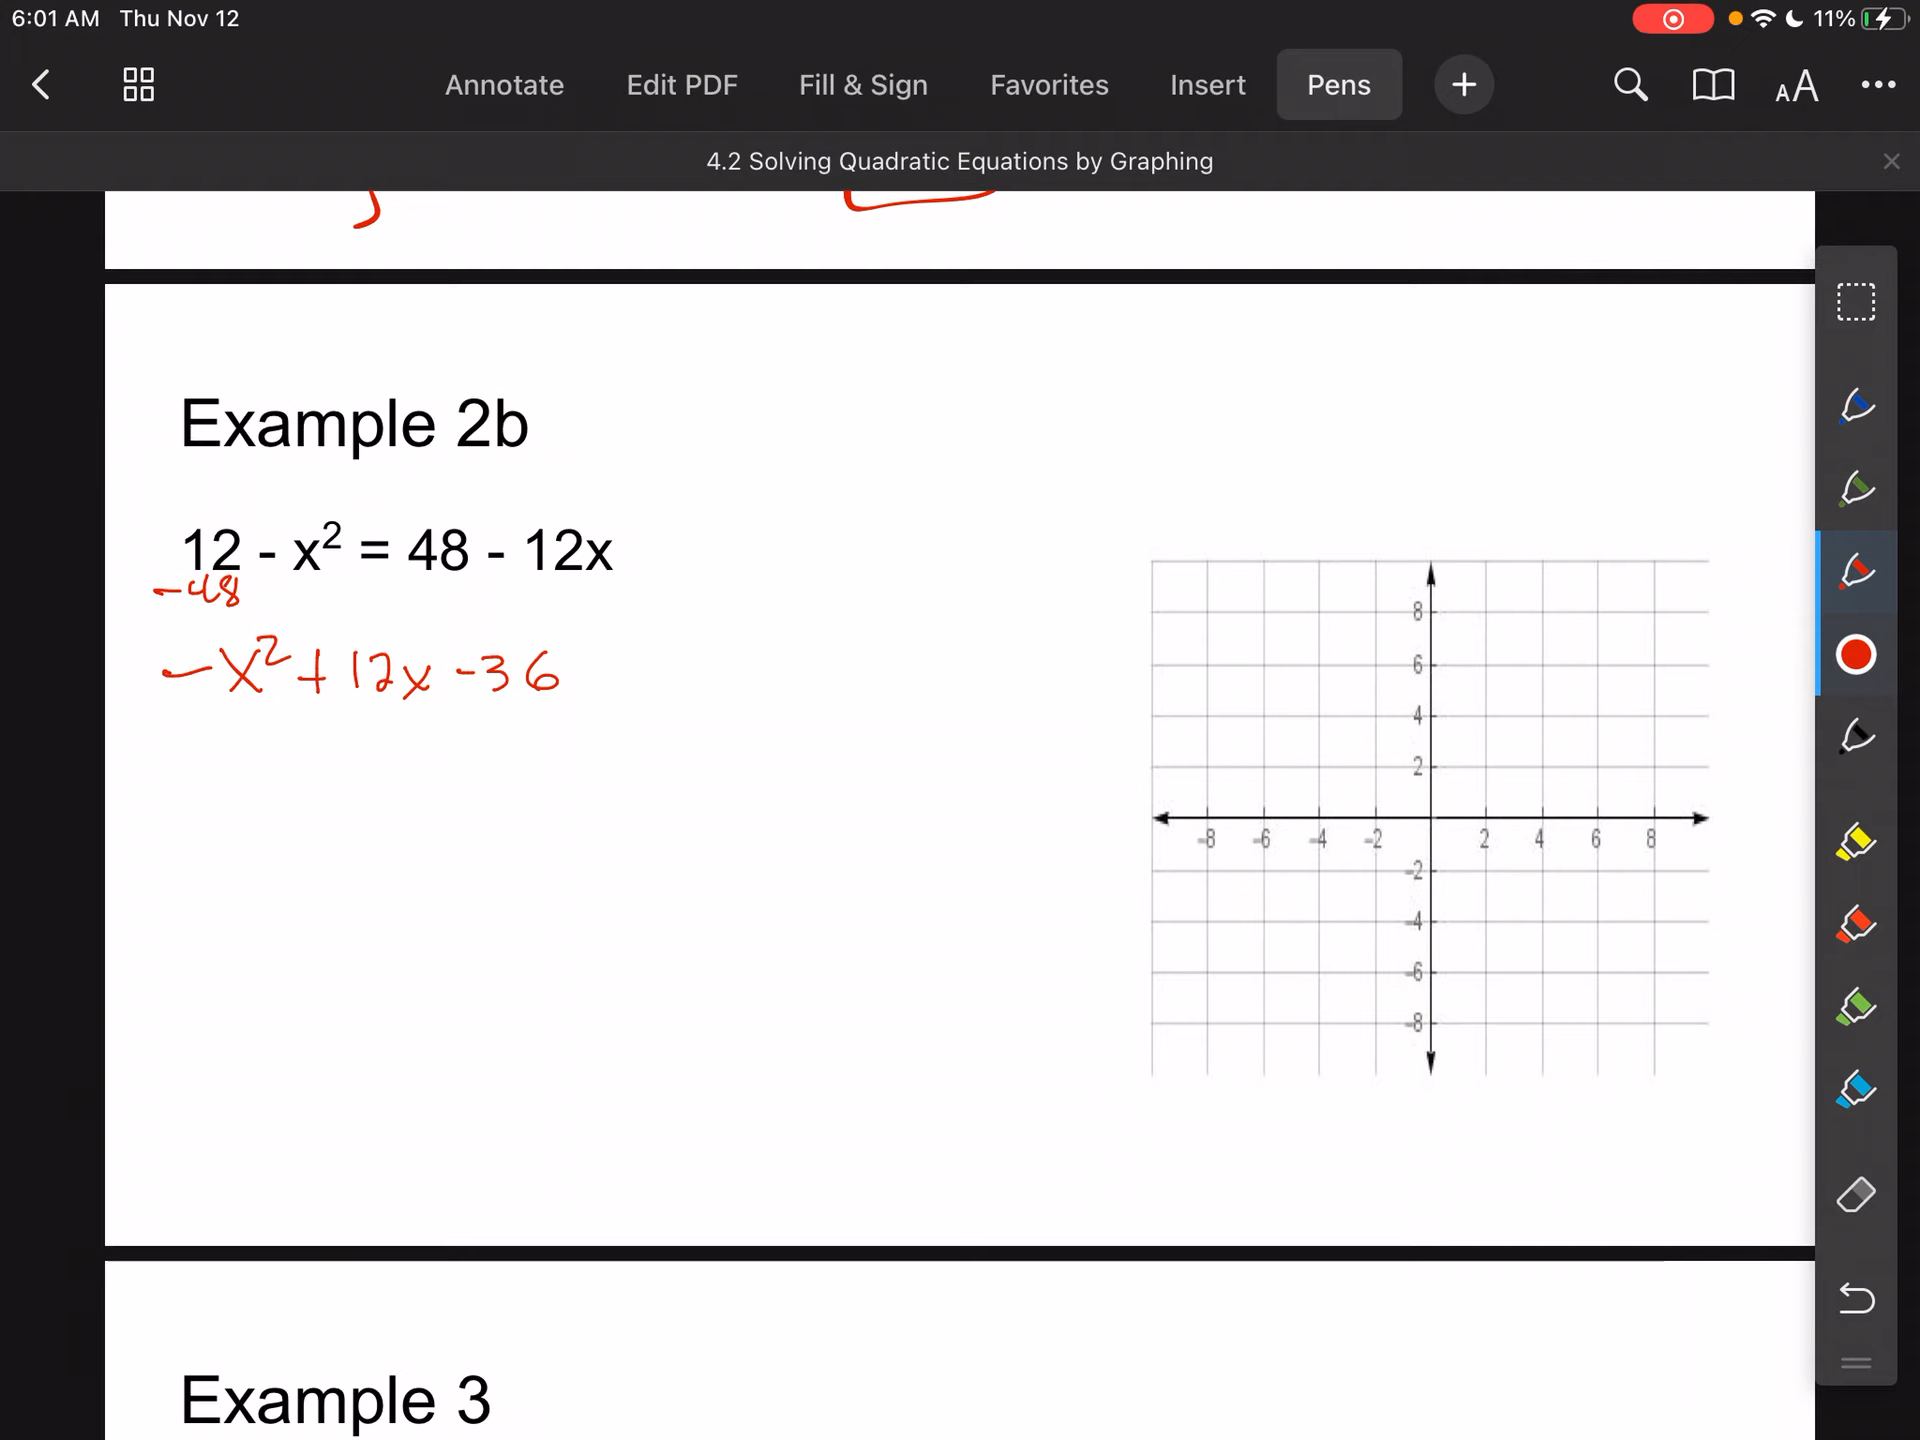 6:01 AM Thu Nov 12
11%
Annotate Edit PDF Fill & Sign Favorites Insert Pens +
AA
4.2 Solving Quadratic Equations by Graphing
Example 2b
12 - x² = 48 - 12x
-48
-x² + 12x -36
8
6
4
2
-8 -6 -4 -2 2 4 6 8
-2
-4
-6
-8
Example 3